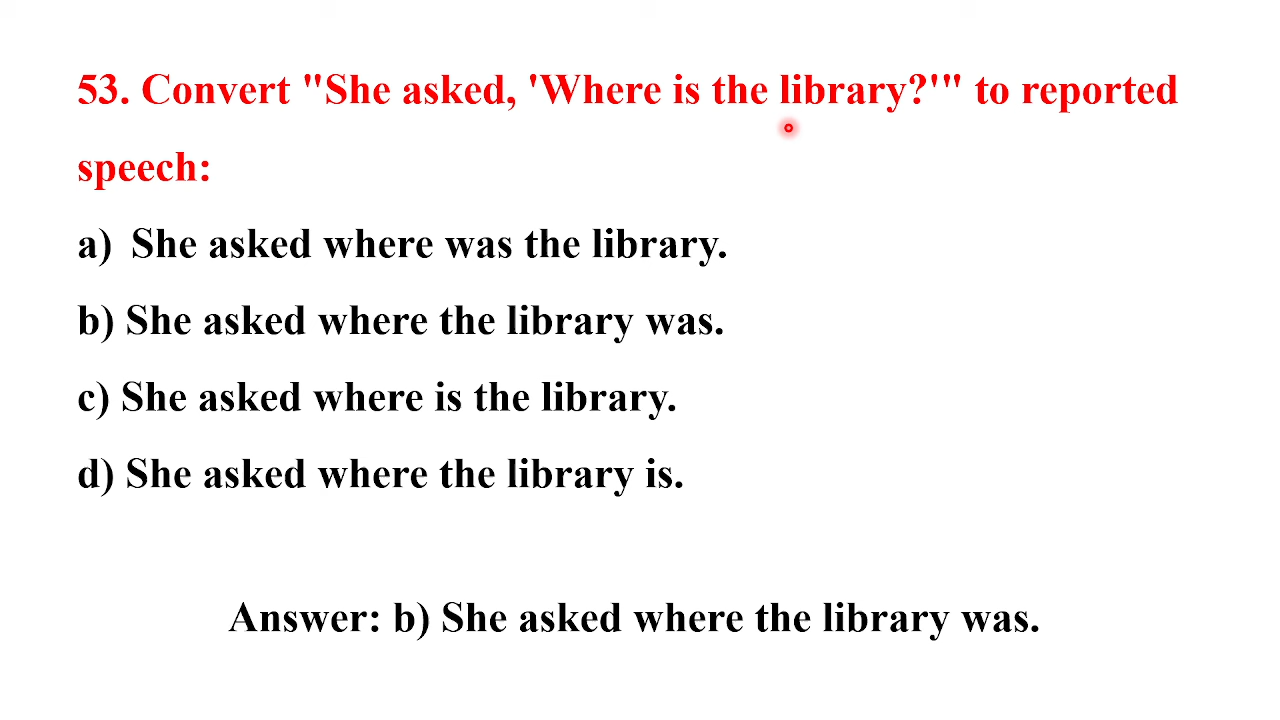 53. Convert "She asked, 'Where is the library?'" to reported
speech:
a) She asked where was the library.
b) She asked where the library was.
c) She asked where is the library.
d) She asked where the library is.
Answer: b) She asked where the library was.